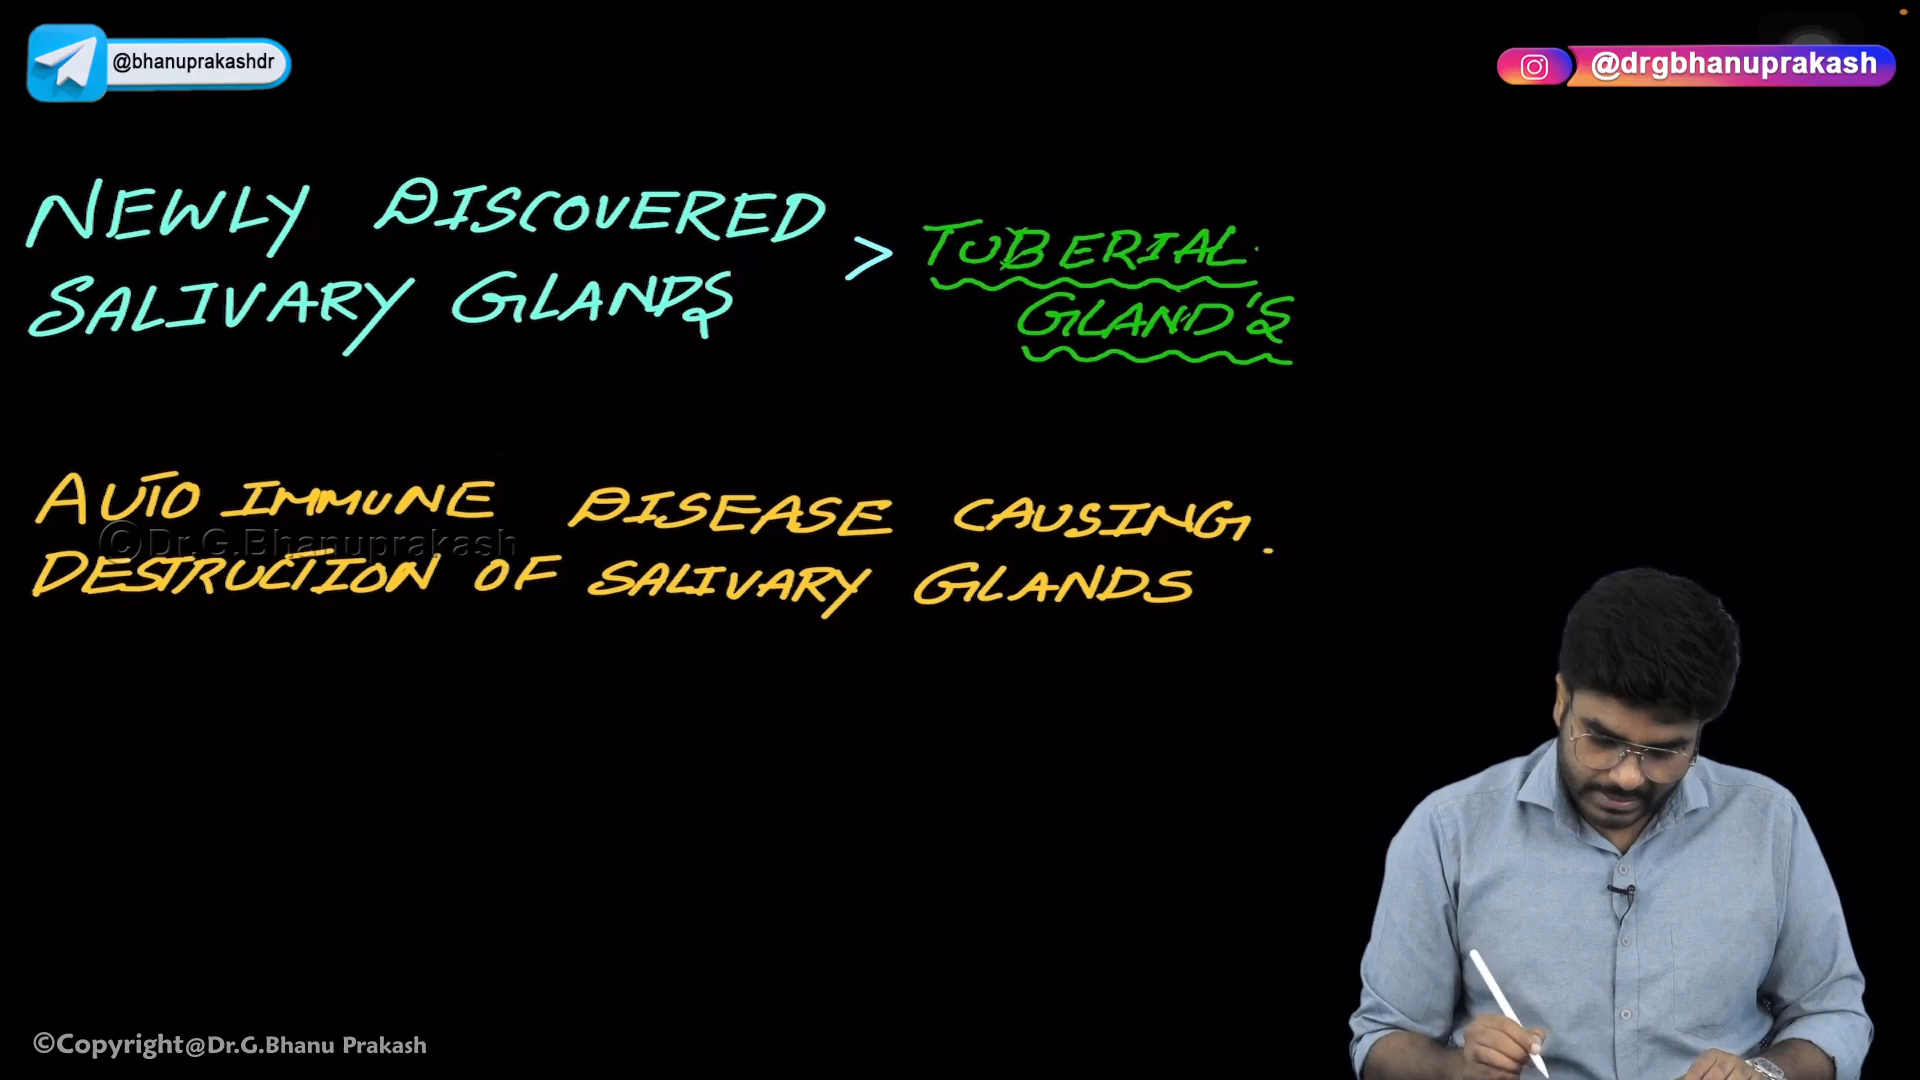 @bhanuprakashdr
@drgbhanuprakash
NEWLY DISCOVERED
SALIVARY GLANDS
>
TUBERIAL
GLAND'S
AUTO IMMUNE DISEASE CAUSING
DESTRUCTION OF SALIVARY GLANDS
©Dr.G.Bhanuprakash
©Copyright@Dr.G.Bhanu Prakash